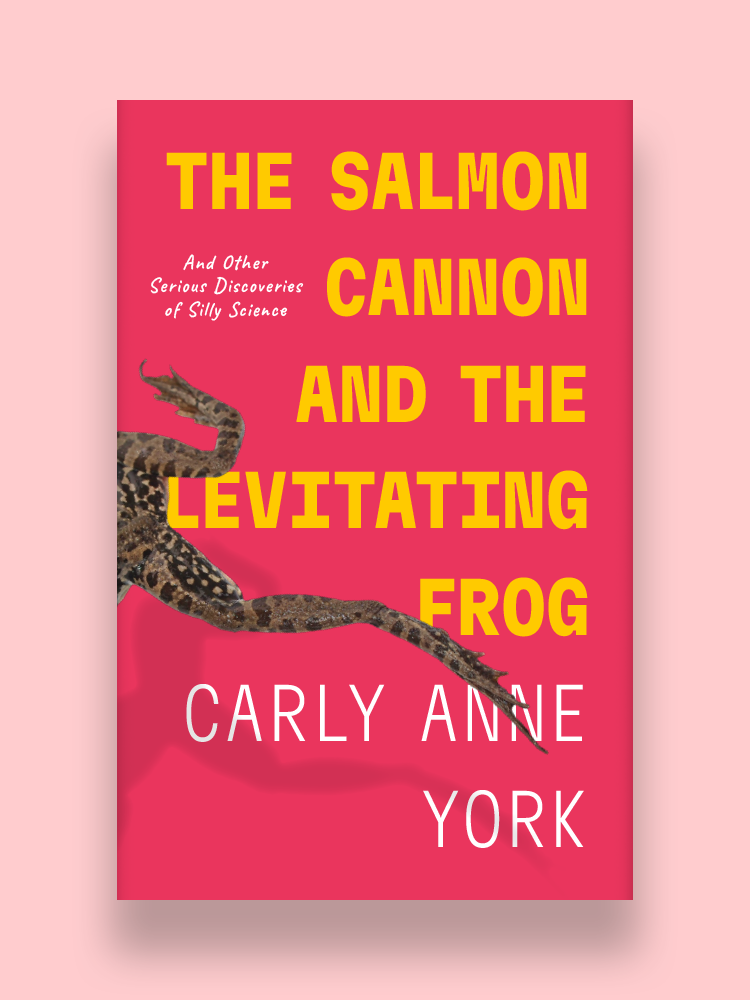 THE SALMON
And Other
Serious Discoveries
of Silly Science
CANNON
AND THE
LEVITATING
FROG
CARLY ANNE
YORK